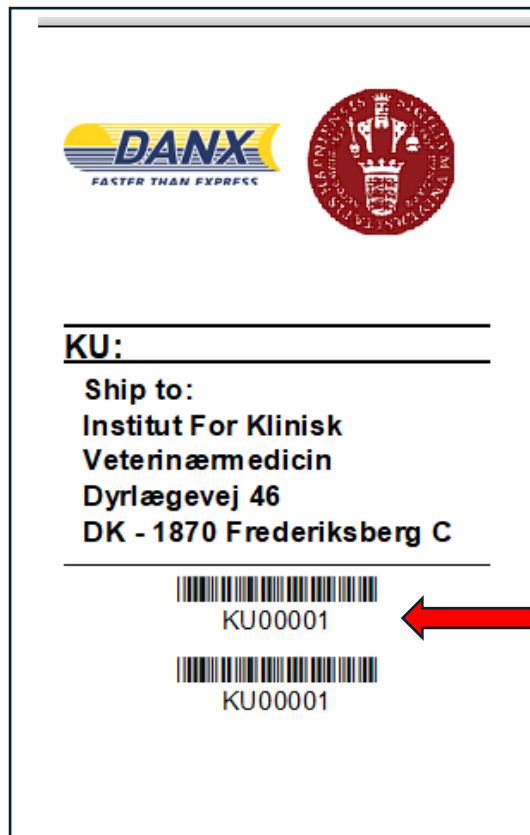 DANX
FASTER THAN EXPRESS
KU:
Ship to:
Institut For Klinisk
Veterinærmedicin
Dyrlægevej 46
DK - 1870 Frederiksberg C
KU00001
KU00001